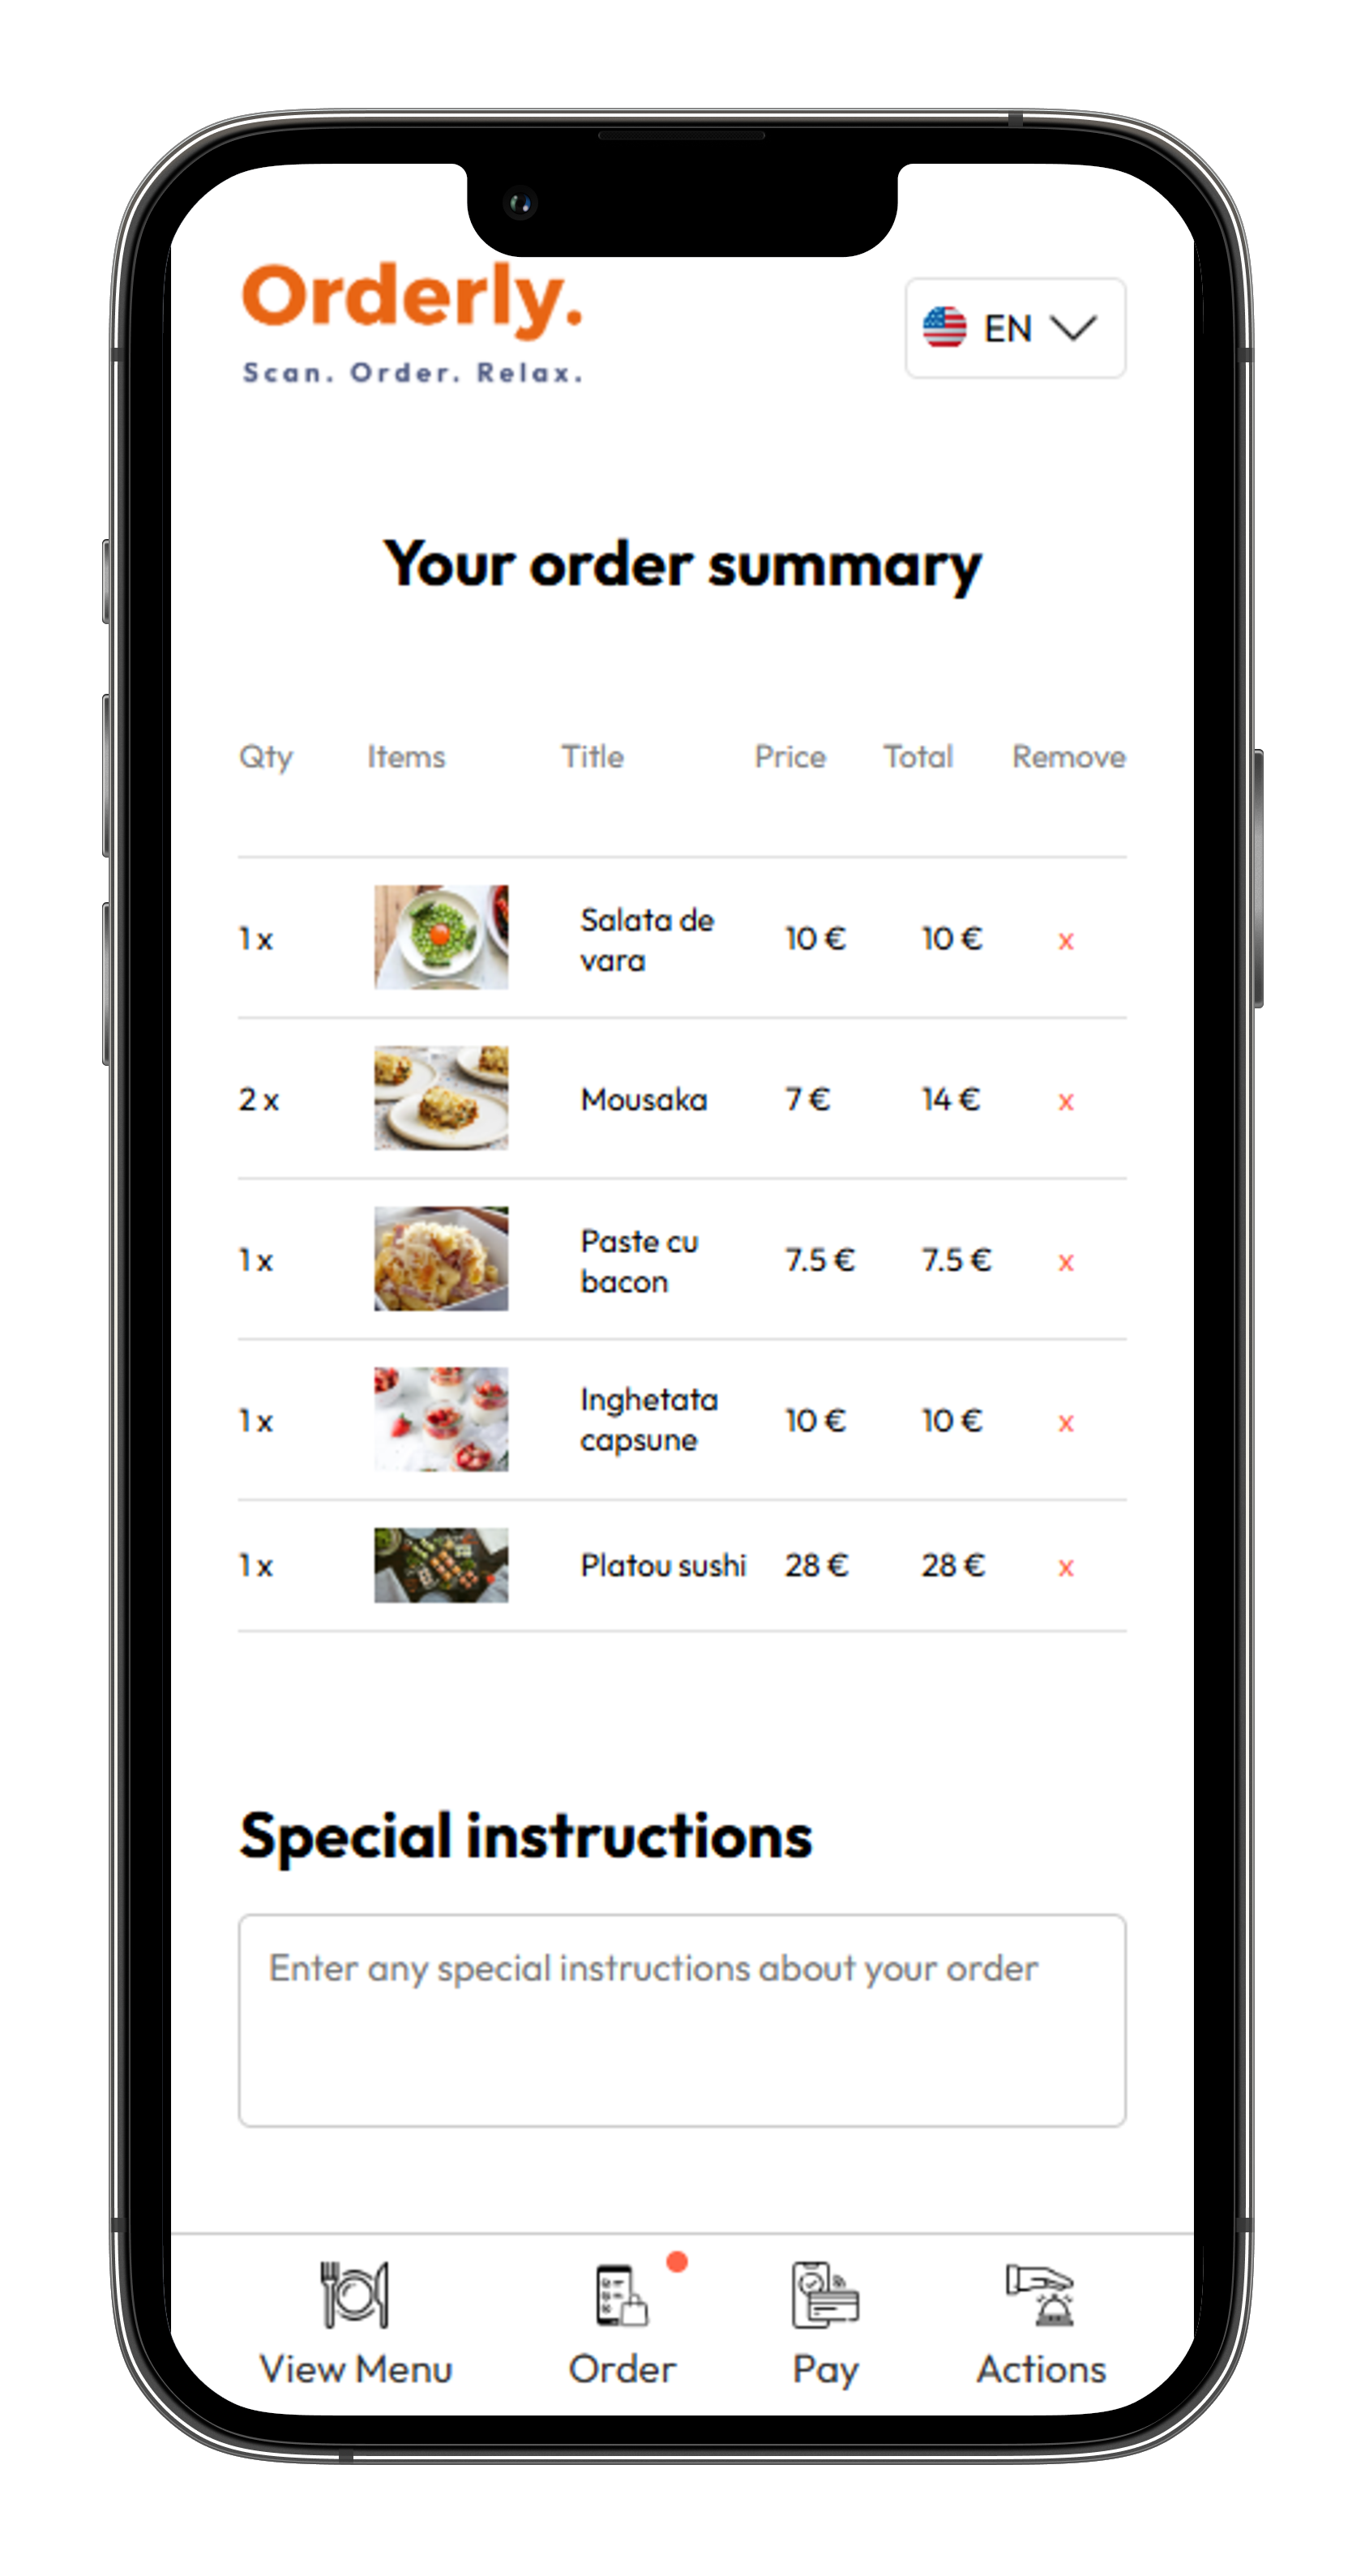 Orderly.
Scan. Order. Relax.
EN
Your order summary
Qty Items Title Price Total Remove
1 x Salata de vara 10 € 10 € x
2 x Mousaka 7 € 14 € x
1 x Paste cu bacon 7.5 € 7.5 € x
1 x Inghetata capsune 10 € 10 € x
1 x Platou sushi 28 € 28 € x
Special instructions
Enter any special instructions about your order
View Menu Order Pay Actions